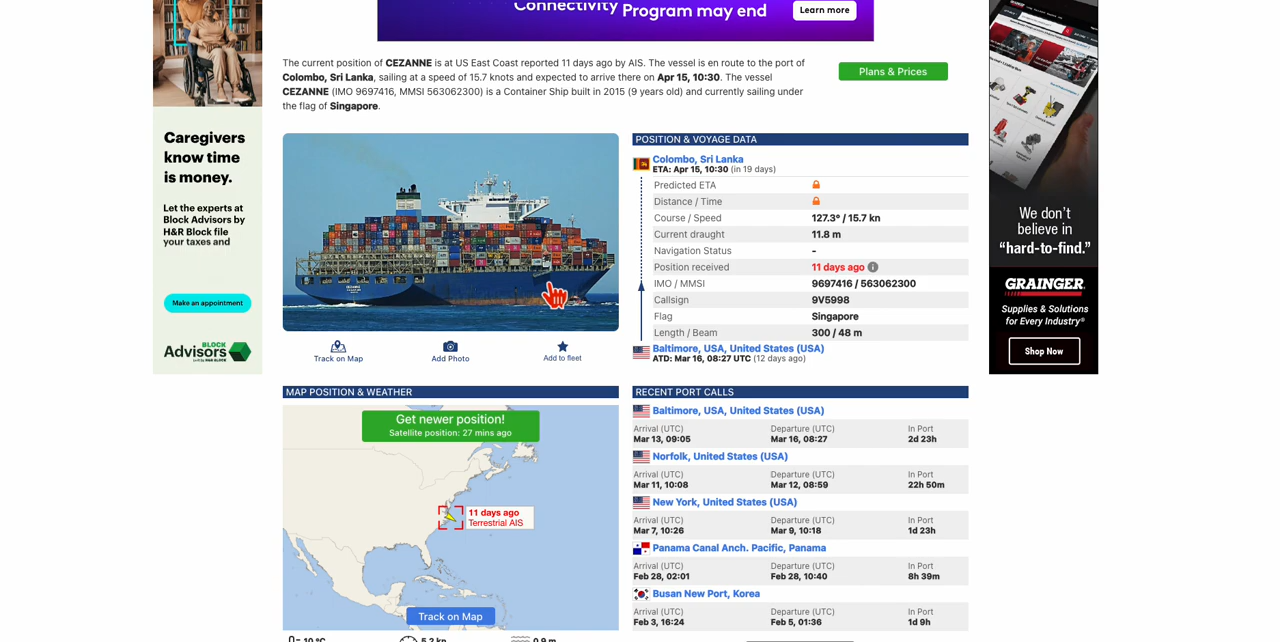 Connectivity Program may end
Learn more
The current position of CEZANNE is at US East Coast reported 11 days ago by AIS. The vessel is en route to the port of
Colombo, Sri Lanka, sailing at a speed of 15.7 knots and expected to arrive there on Apr 15, 10:30. The vessel
CEZANNE (IMO 9697416, MMSI 563062300) is a Container Ship built in 2015 (9 years old) and currently sailing under
the flag of Singapore.
Plans & Prices
Caregivers
know time
is money.
Let the experts at
Block Advisors by
H&R Block file
your taxes and
Make an appointment
BLOCK
Advisors
Track on Map
Add Photo
Add to fleet
POSITION & VOYAGE DATA
Colombo, Sri Lanka
ETA: Apr 15, 10:30 (in 19 days)
Predicted ETA
Distance / Time
Course / Speed 127.3° / 15.7 kn
Current draught 11.8 m
Navigation Status -
Position received 11 days ago
IMO / MMSI 9697416 / 563062300
Callsign 9V5998
Flag Singapore
Length / Beam 300 / 48 m
Baltimore, USA, United States (USA)
ATD: Mar 16, 08:27 UTC (12 days ago)
We don't
believe in
“hard-to-find.”
GRAINGER
Supplies & Solutions
for Every Industry®
Shop Now
MAP POSITION & WEATHER
Get newer position!
Satellite position: 27 mins ago
11 days ago
Terrestrial AIS
Track on Map
10 °C 5.2 kn 0.9 m
RECENT PORT CALLS
Baltimore, USA, United States (USA)
Arrival (UTC) Departure (UTC) In Port
Mar 13, 09:05 Mar 16, 08:27 2d 23h
Norfolk, United States (USA)
Arrival (UTC) Departure (UTC) In Port
Mar 11, 10:08 Mar 12, 08:59 22h 50m
New York, United States (USA)
Arrival (UTC) Departure (UTC) In Port
Mar 7, 10:26 Mar 9, 10:18 1d 23h
Panama Canal Anch. Pacific, Panama
Arrival (UTC) Departure (UTC) In Port
Feb 28, 02:01 Feb 28, 10:40 8h 39m
Busan New Port, Korea
Arrival (UTC) Departure (UTC) In Port
Feb 3, 16:24 Feb 5, 01:36 1d 9h